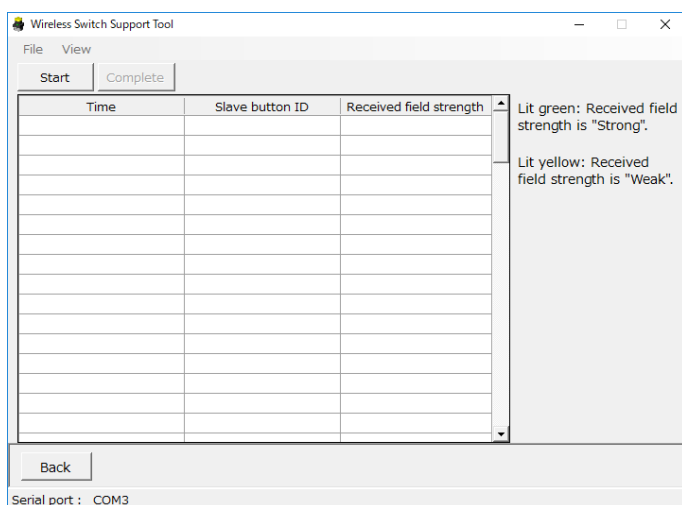 Wireless Switch Support Tool
File View
Start Complete
Time Slave button ID Received field strength
Lit green: Received field
strength is "Strong".
Lit yellow: Received
field strength is "Weak".
Back
Serial port : COM3